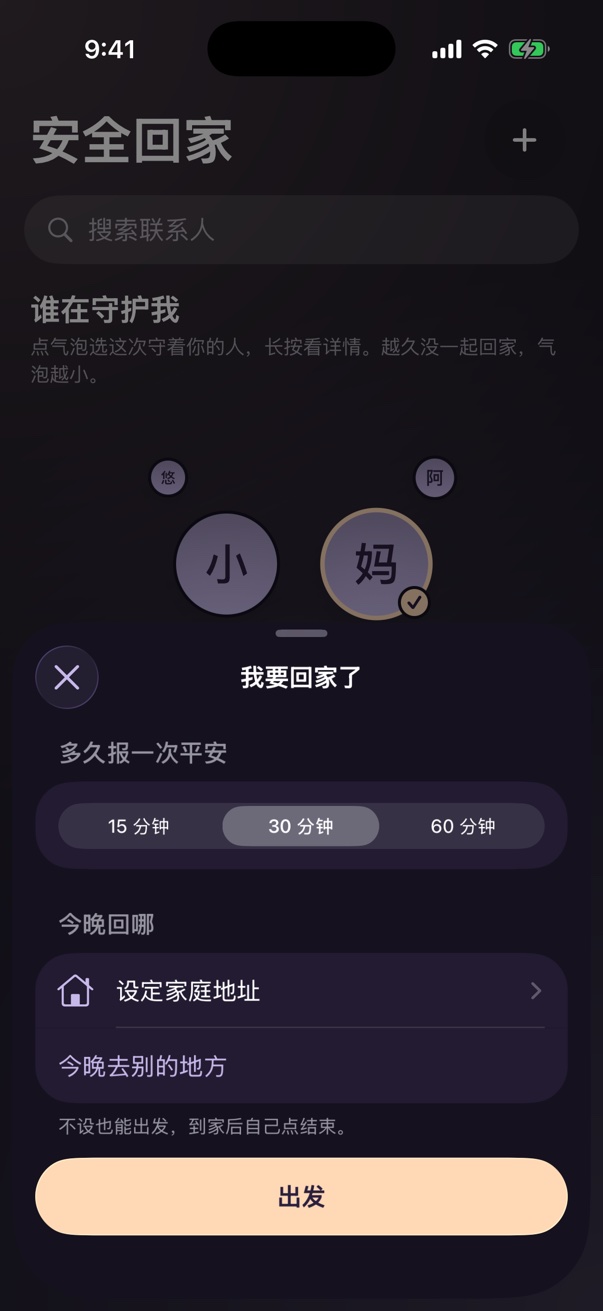 9:41
安全回家
搜索联系人
谁在守护我
点气泡选这次守着你的人，长按看详情。越久没一起回家，气
泡越小。
悠
阿
小
妈
我要回家了
多久报一次平安
15 分钟
30 分钟
60 分钟
今晚回哪
设定家庭地址
今晚去别的地方
不设也能出发，到家后自己点结束。
出发